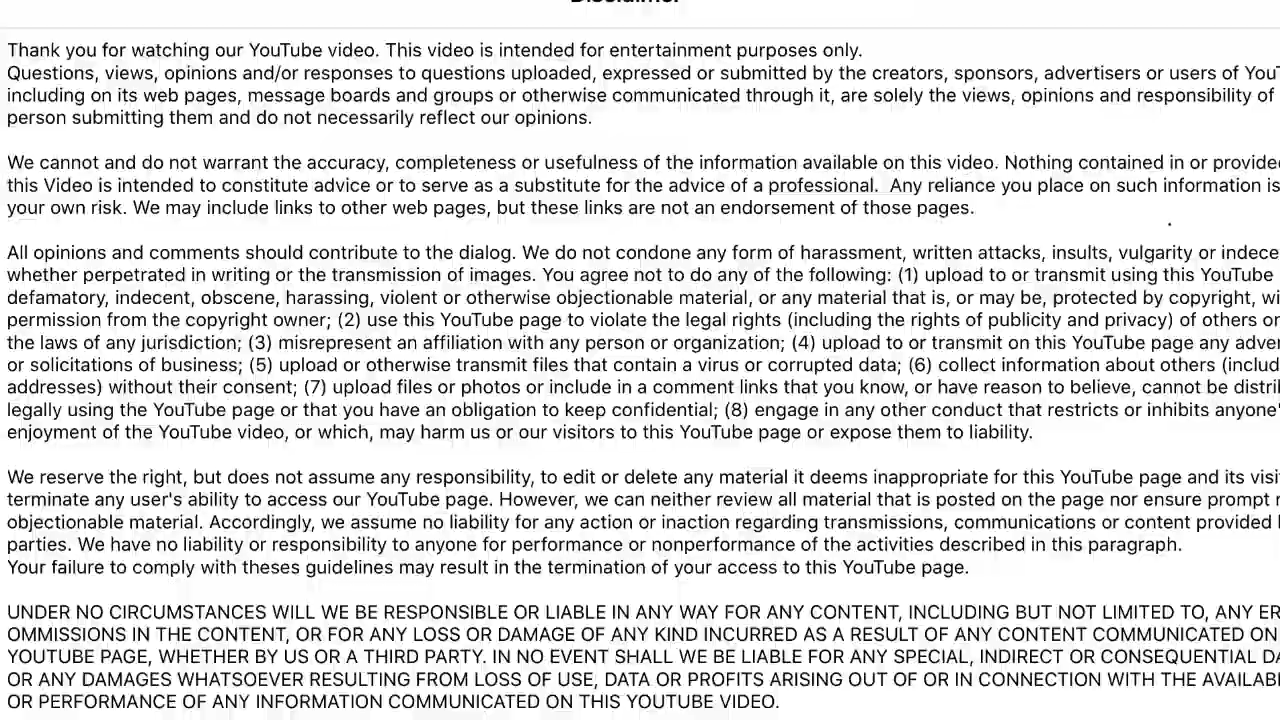 Disclaimer
Thank you for watching our YouTube video. This video is intended for entertainment purposes only.
Questions, views, opinions and/or responses to questions uploaded, expressed or submitted by the creators, sponsors, advertisers or users of YouT
including on its web pages, message boards and groups or otherwise communicated through it, are solely the views, opinions and responsibility of
person submitting them and do not necessarily reflect our opinions.
We cannot and do not warrant the accuracy, completeness or usefulness of the information available on this video. Nothing contained in or provided
this Video is intended to constitute advice or to serve as a substitute for the advice of a professional.  Any reliance you place on such information is
your own risk. We may include links to other web pages, but these links are not an endorsement of those pages.
All opinions and comments should contribute to the dialog. We do not condone any form of harassment, written attacks, insults, vulgarity or indece
whether perpetrated in writing or the transmission of images. You agree not to do any of the following: (1) upload to or transmit using this YouTube
defamatory, indecent, obscene, harassing, violent or otherwise objectionable material, or any material that is, or may be, protected by copyright, wi
permission from the copyright owner; (2) use this YouTube page to violate the legal rights (including the rights of publicity and privacy) of others or
the laws of any jurisdiction; (3) misrepresent an affiliation with any person or organization; (4) upload to or transmit on this YouTube page any adver
or solicitations of business; (5) upload or otherwise transmit files that contain a virus or corrupted data; (6) collect information about others (includ
addresses) without their consent; (7) upload files or photos or include in a comment links that you know, or have reason to believe, cannot be distri
legally using the YouTube page or that you have an obligation to keep confidential; (8) engage in any other conduct that restricts or inhibits anyone'
enjoyment of the YouTube video, or which, may harm us or our visitors to this YouTube page or expose them to liability.
We reserve the right, but does not assume any responsibility, to edit or delete any material it deems inappropriate for this YouTube page and its visi
terminate any user's ability to access our YouTube page. However, we can neither review all material that is posted on the page nor ensure prompt r
objectionable material. Accordingly, we assume no liability for any action or inaction regarding transmissions, communications or content provided
parties. We have no liability or responsibility to anyone for performance or nonperformance of the activities described in this paragraph.
Your failure to comply with theses guidelines may result in the termination of your access to this YouTube page.
UNDER NO CIRCUMSTANCES WILL WE BE RESPONSIBLE OR LIABLE IN ANY WAY FOR ANY CONTENT, INCLUDING BUT NOT LIMITED TO, ANY ER
OMMISSIONS IN THE CONTENT, OR FOR ANY LOSS OR DAMAGE OF ANY KIND INCURRED AS A RESULT OF ANY CONTENT COMMUNICATED ON
YOUTUBE PAGE, WHETHER BY US OR A THIRD PARTY. IN NO EVENT SHALL WE BE LIABLE FOR ANY SPECIAL, INDIRECT OR CONSEQUENTIAL DA
OR ANY DAMAGES WHATSOEVER RESULTING FROM LOSS OF USE, DATA OR PROFITS ARISING OUT OF OR IN CONNECTION WITH THE AVAILAB
OR PERFORMANCE OF ANY INFORMATION COMMUNICATED ON THIS YOUTUBE VIDEO.